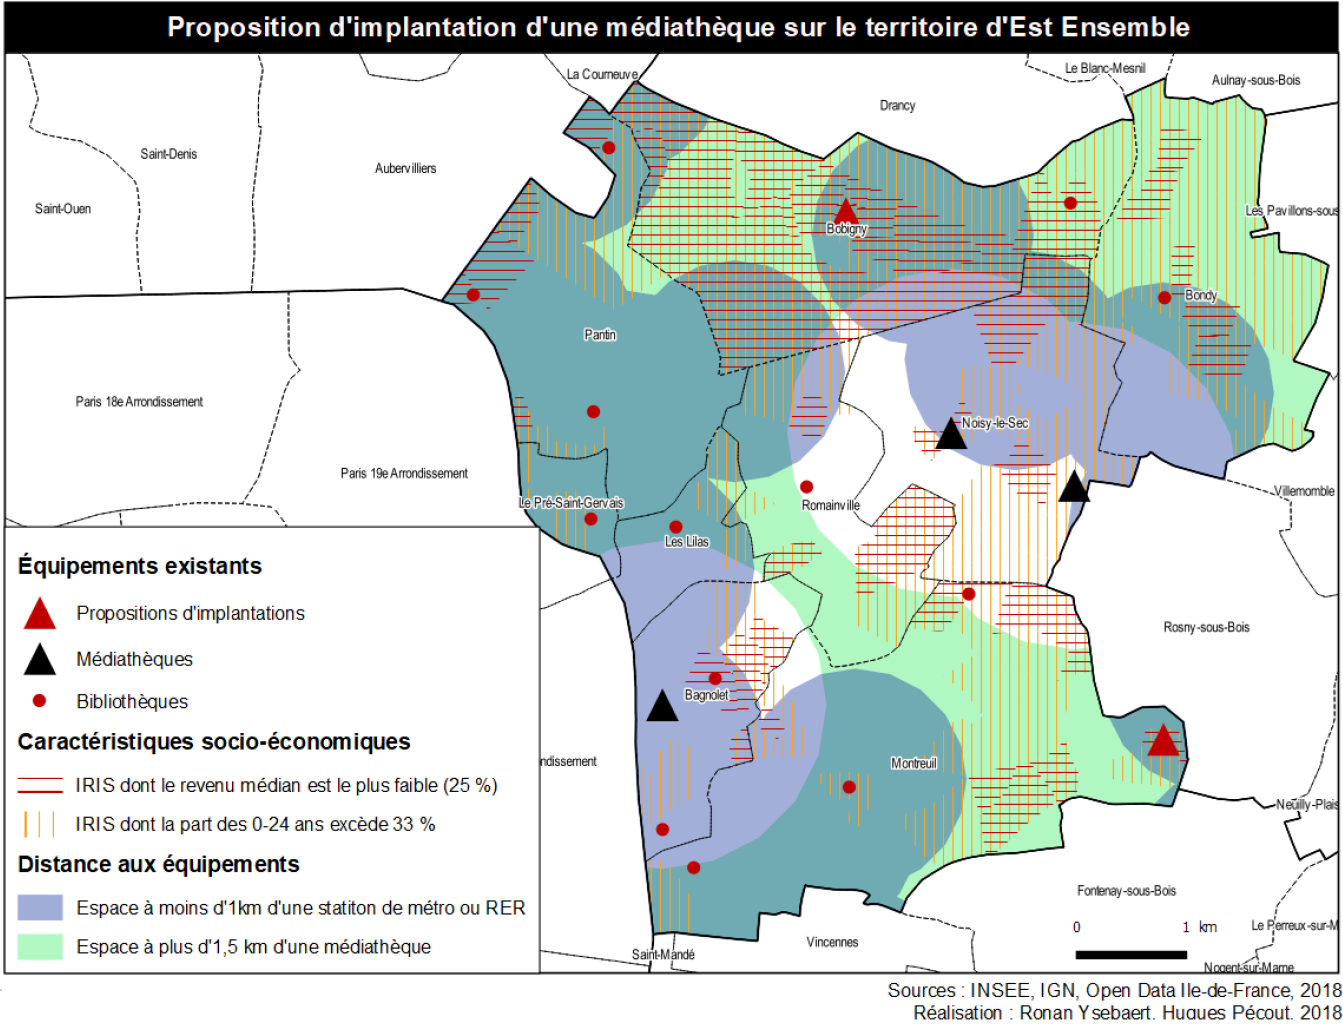 Proposition d'implantation d'une médiathèque sur le territoire d'Est Ensemble
La Courneuve
Le Blanc-Mesnil
Aulnay-sous-Bois
Drancy
Saint-Denis
Aubervilliers
Saint-Ouen
Les Pavillons-sous
Bobigny
Bondy
Pantin
Paris 18e Arrondissement
Noisy-le-Sec
Paris 19e Arrondissement
Villemomble
Le Pré-Saint-Gervais
Romainville
Les Lilas
Rosny-sous-Bois
Bagnolet
ndissement
Montreuil
Neuilly-Plais
Fontenay-sous-Bois
Le Perreux-sur-M
Vincennes
Saint-Mandé
Nogent-sur-Marne
0 1 km
Équipements existants
Propositions d'implantations
Médiathèques
Bibliothèques
Caractéristiques socio-économiques
IRIS dont le revenu médian est le plus faible (25 %)
IRIS dont la part des 0-24 ans excède 33 %
Distance aux équipements
Espace à moins d'1km d'une statiton de métro ou RER
Espace à plus d'1,5 km d'une médiathèque
Sources : INSEE, IGN, Open Data Ile-de-France, 2018
Réalisation : Ronan Ysebaert, Hugues Pécout, 2018